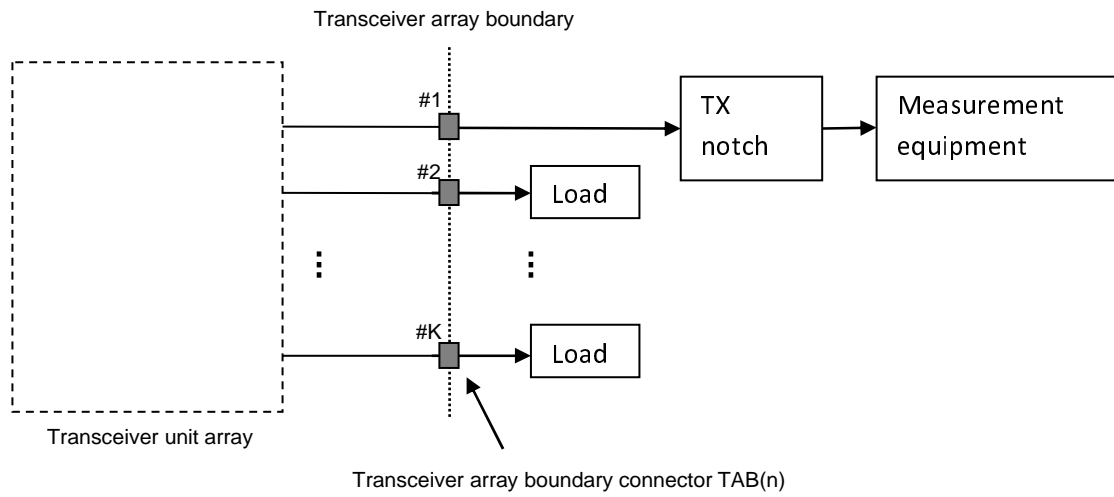 Transceiver array boundary
#1
TX
notch
Measurement
equipment
#2
Load
#K
Load
Transceiver unit array
Transceiver array boundary connector TAB(n)